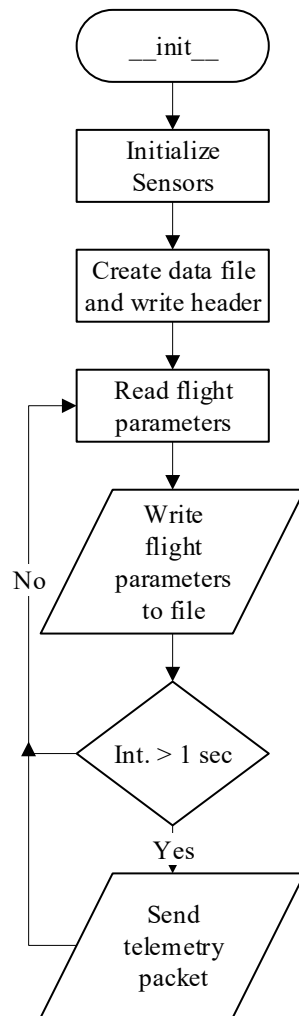 __init__
Initialize
Sensors
Create data file
and write header
Read flight
parameters
Write
flight
parameters
to file
No
Int. > 1 sec
Yes
Send
telemetry
packet